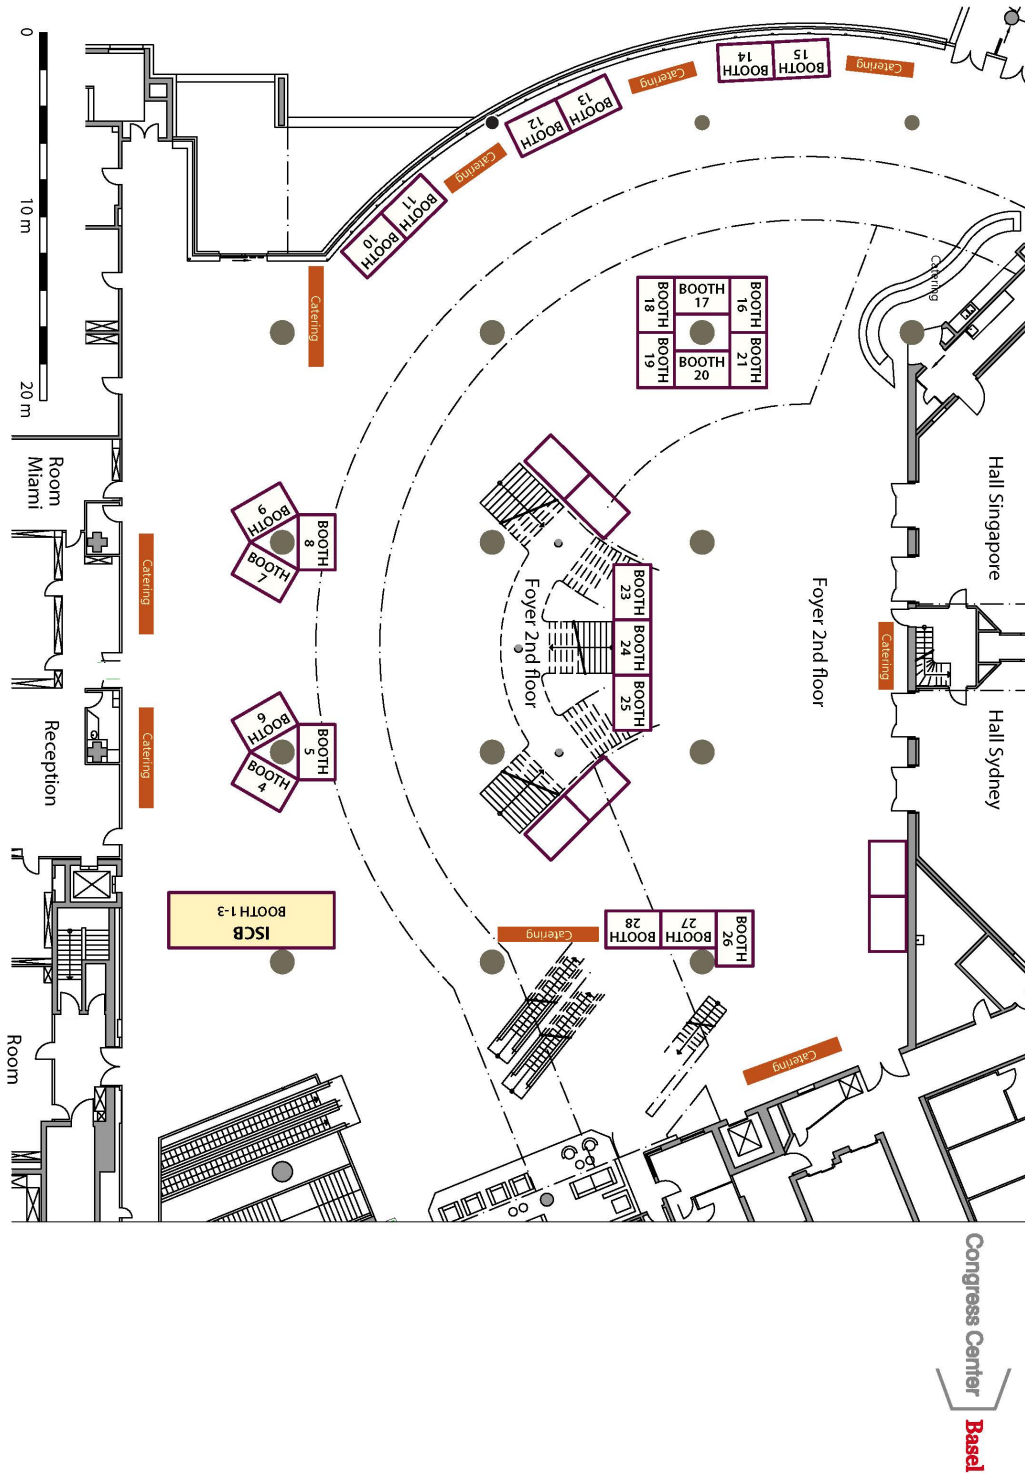 0
10 m
20 m
BOOTH
14
BOOTH
15
Catering
Catering
BOOTH
12
BOOTH
13
Catering
BOOTH
10
BOOTH
11
Catering
Catering
BOOTH
18
BOOTH
17
BOOTH
16
BOOTH
19
BOOTH
20
BOOTH
21
Room
Miami
Hall Singapore
Catering
BOOTH
9
BOOTH
8
BOOTH
7
BOOTH
23
BOOTH
24
BOOTH
25
Foyer 2nd floor
Foyer 2nd floor
Catering
Reception
Catering
BOOTH
6
BOOTH
5
BOOTH
4
Hall Sydney
ISCB
BOOTH 1-3
Catering
BOOTH
28
BOOTH
27
BOOTH
26
Catering
Room
Congress Center
Basel